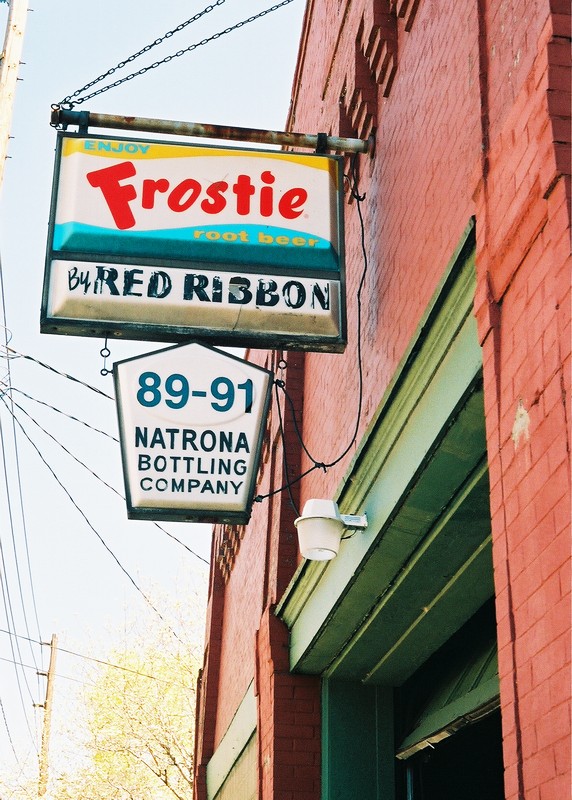 ENJOY
Frostie
root beer
By RED RIBBON
89-91
NATRONA
BOTTLING
COMPANY